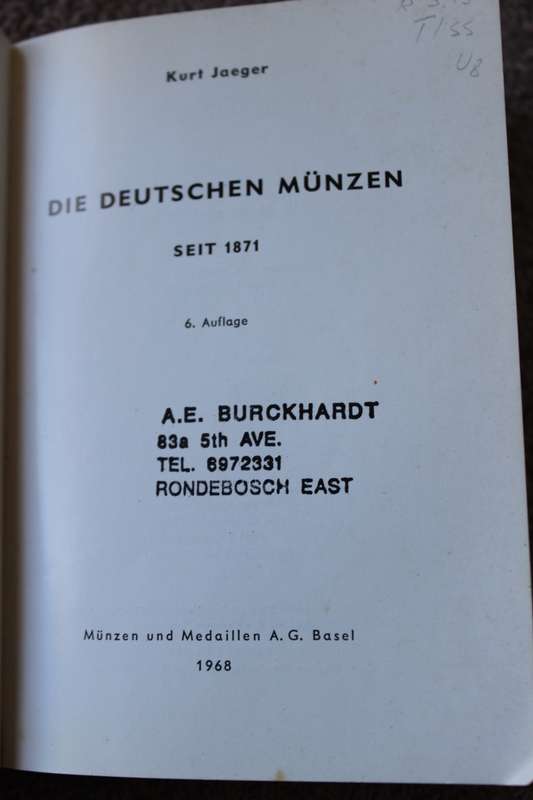 T/55
Kurt Jaeger
DIE DEUTSCHEN MÜNZEN
SEIT 1871
6. Auflage
A.E. BURCKHARDT
83a 5th AVE.
TEL. 6972331
RONDEBOSCH EAST
Münzen und Medaillen A.G. Basel
1968